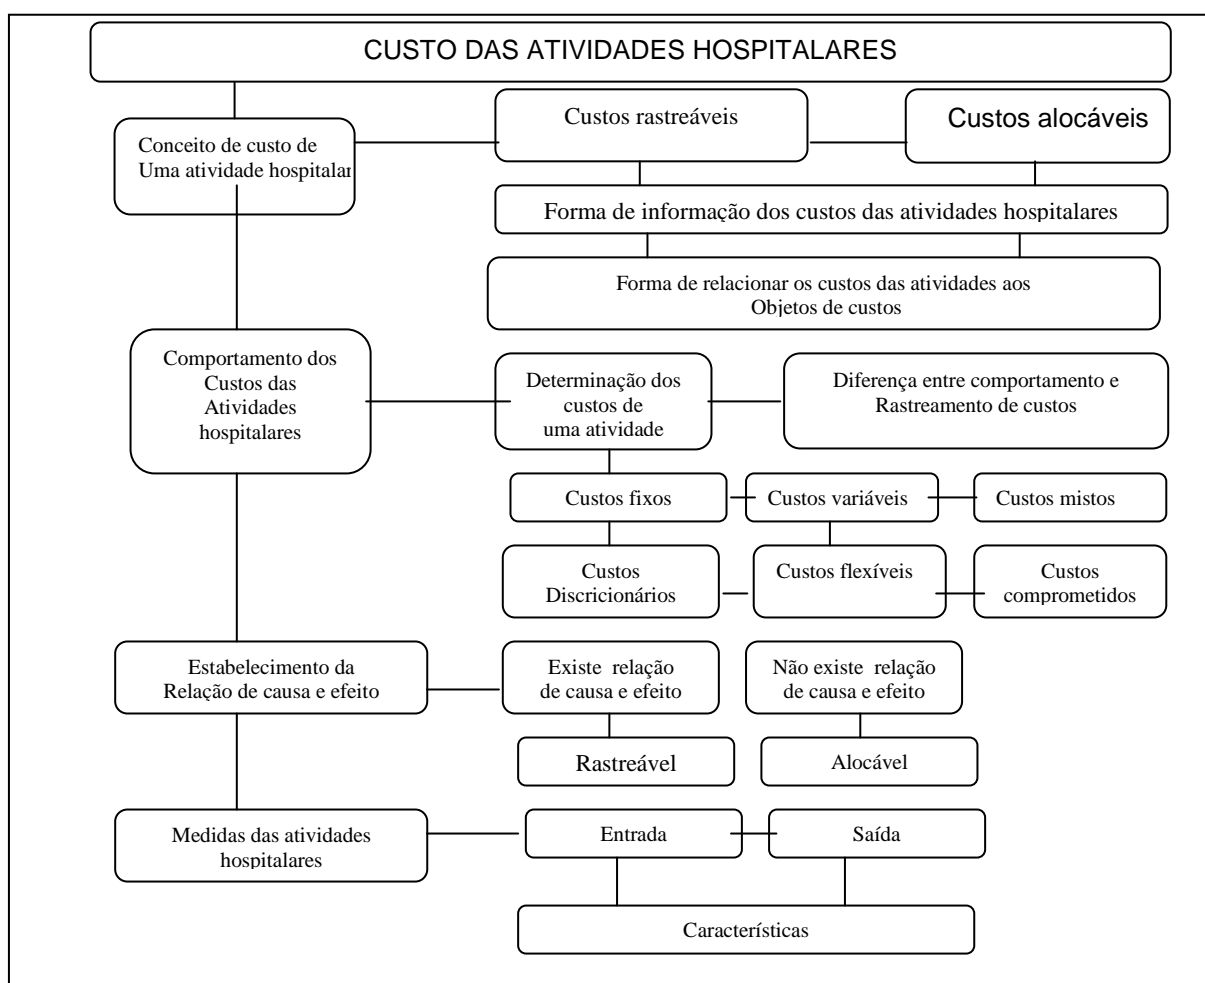 CUSTO DAS ATIVIDADES HOSPITALARES
Custos rastreáveis
Custos alocáveis
Conceito de custo de
Uma atividade hospitalar
Forma de informação dos custos das atividades hospitalares
Forma de relacionar os custos das atividades aos
Objetos de custos
Comportamento dos
Custos das
Atividades
hospitalares
Determinação dos
custos de
uma atividade
Diferença entre comportamento e
Rastreamento de custos
Custos fixos
Custos variáveis
Custos mistos
Custos
Discricionários
Custos flexíveis
Custos
comprometidos
Estabelecimento da
Relação de causa e efeito
Existe relação
de causa e efeito
Não existe relação
de causa e efeito
Rastreável
Alocável
Medidas das atividades
hospitalares
Entrada
Saída
Características